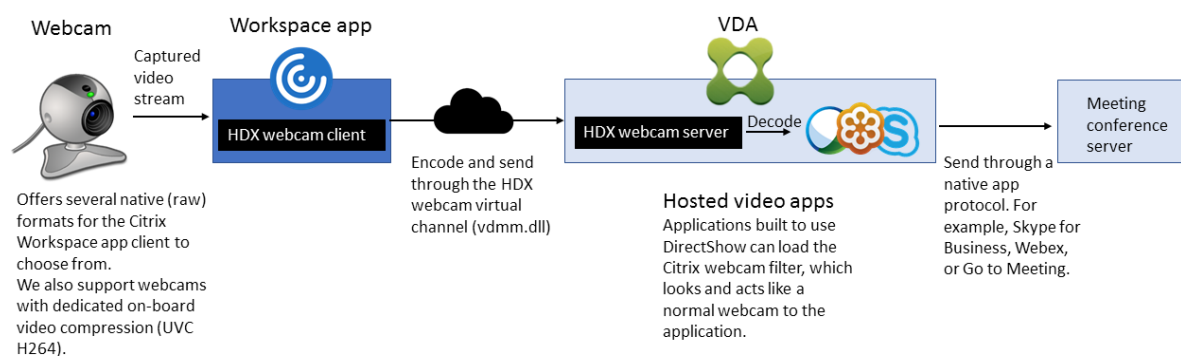 Webcam
Captured
video
stream
Offers several native (raw)
formats for the Citrix
Workspace app client to
choose from.
We also support webcams
with dedicated on-board
video compression (UVC
H264).
Workspace app
HDX webcam client
Encode and send
through the HDX
webcam virtual
channel (vdmm.dll)
VDA
HDX webcam server
Decode
S
Hosted video apps
Applications built to use
DirectShow can load the
Citrix webcam filter, which
looks and acts like a
normal webcam to the
application.
Send through a
native app
protocol. For
example, Skype for
Business, Webex,
or Go to Meeting.
Meeting
conference
server